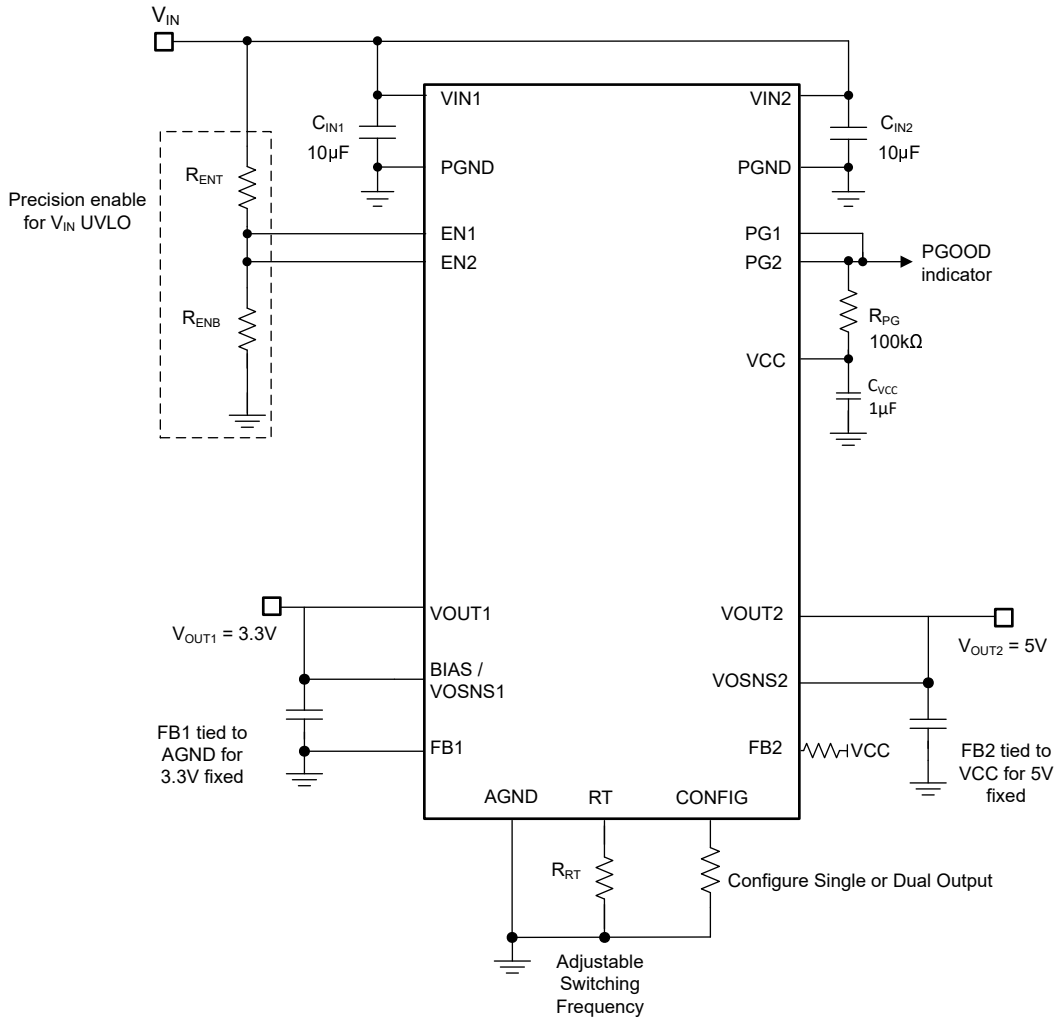 VIN
VIN1
VIN2
CIN1
10µF
CIN2
10µF
PGND
PGND
RENT
Precision enable
for VIN UVLO
EN1
EN2
PG1
PG2
PGOOD
indicator
RENB
RPG
100kΩ
VCC
CVCC
1µF
VOUT1
VOUT2
VOUT1 = 3.3V
VOUT2 = 5V
BIAS /
VOSNS1
VOSNS2
FB1 tied to
AGND for
3.3V fixed
FB1
FB2
VCC
FB2 tied to
VCC for 5V
fixed
AGND
RT
CONFIG
RRT
Configure Single or Dual Output
Adjustable
Switching
Frequency